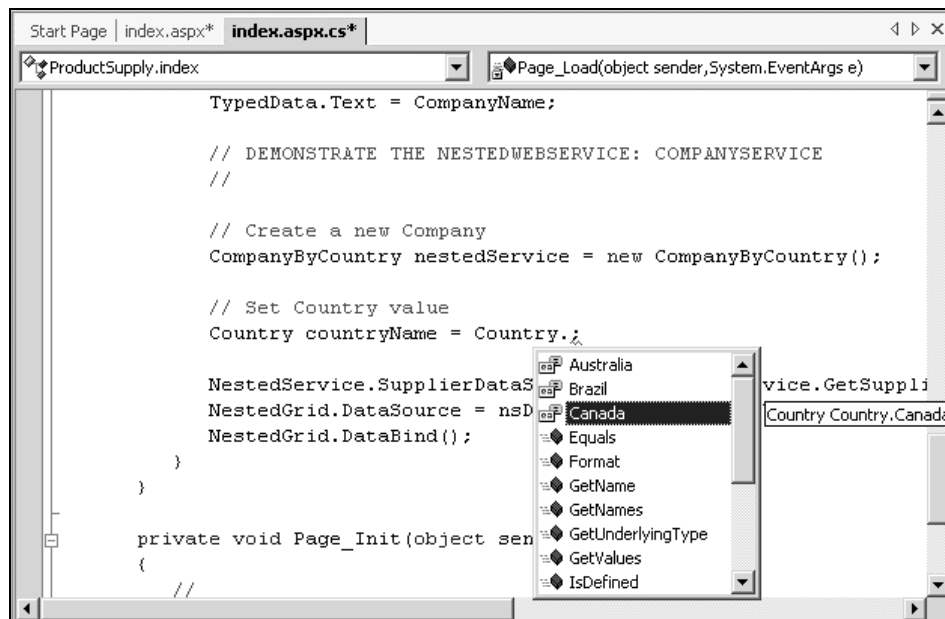 Start Page index.aspx* index.aspx.cs*
ProductSupply.index Page_Load(object sender,System.EventArgs e)
TypedData.Text = CompanyName;
// DEMONSTRATE THE NESTEDWEBSERVICE: COMPANYSERVICE
//
// Create a new Company
CompanyByCountry nestedService = new CompanyByCountry();
// Set Country value
Country countryName = Country.;
Australia
NestedService.SupplierDataS Brazil vice.GetSuppli
NestedGrid.DataSource = nsD Canada Country Country.Canada
NestedGrid.DataBind(); Equals
} Format
} GetName
GetNames
private void Page_Init(object sen GetUnderlyingType
{ GetValues
// IsDefined